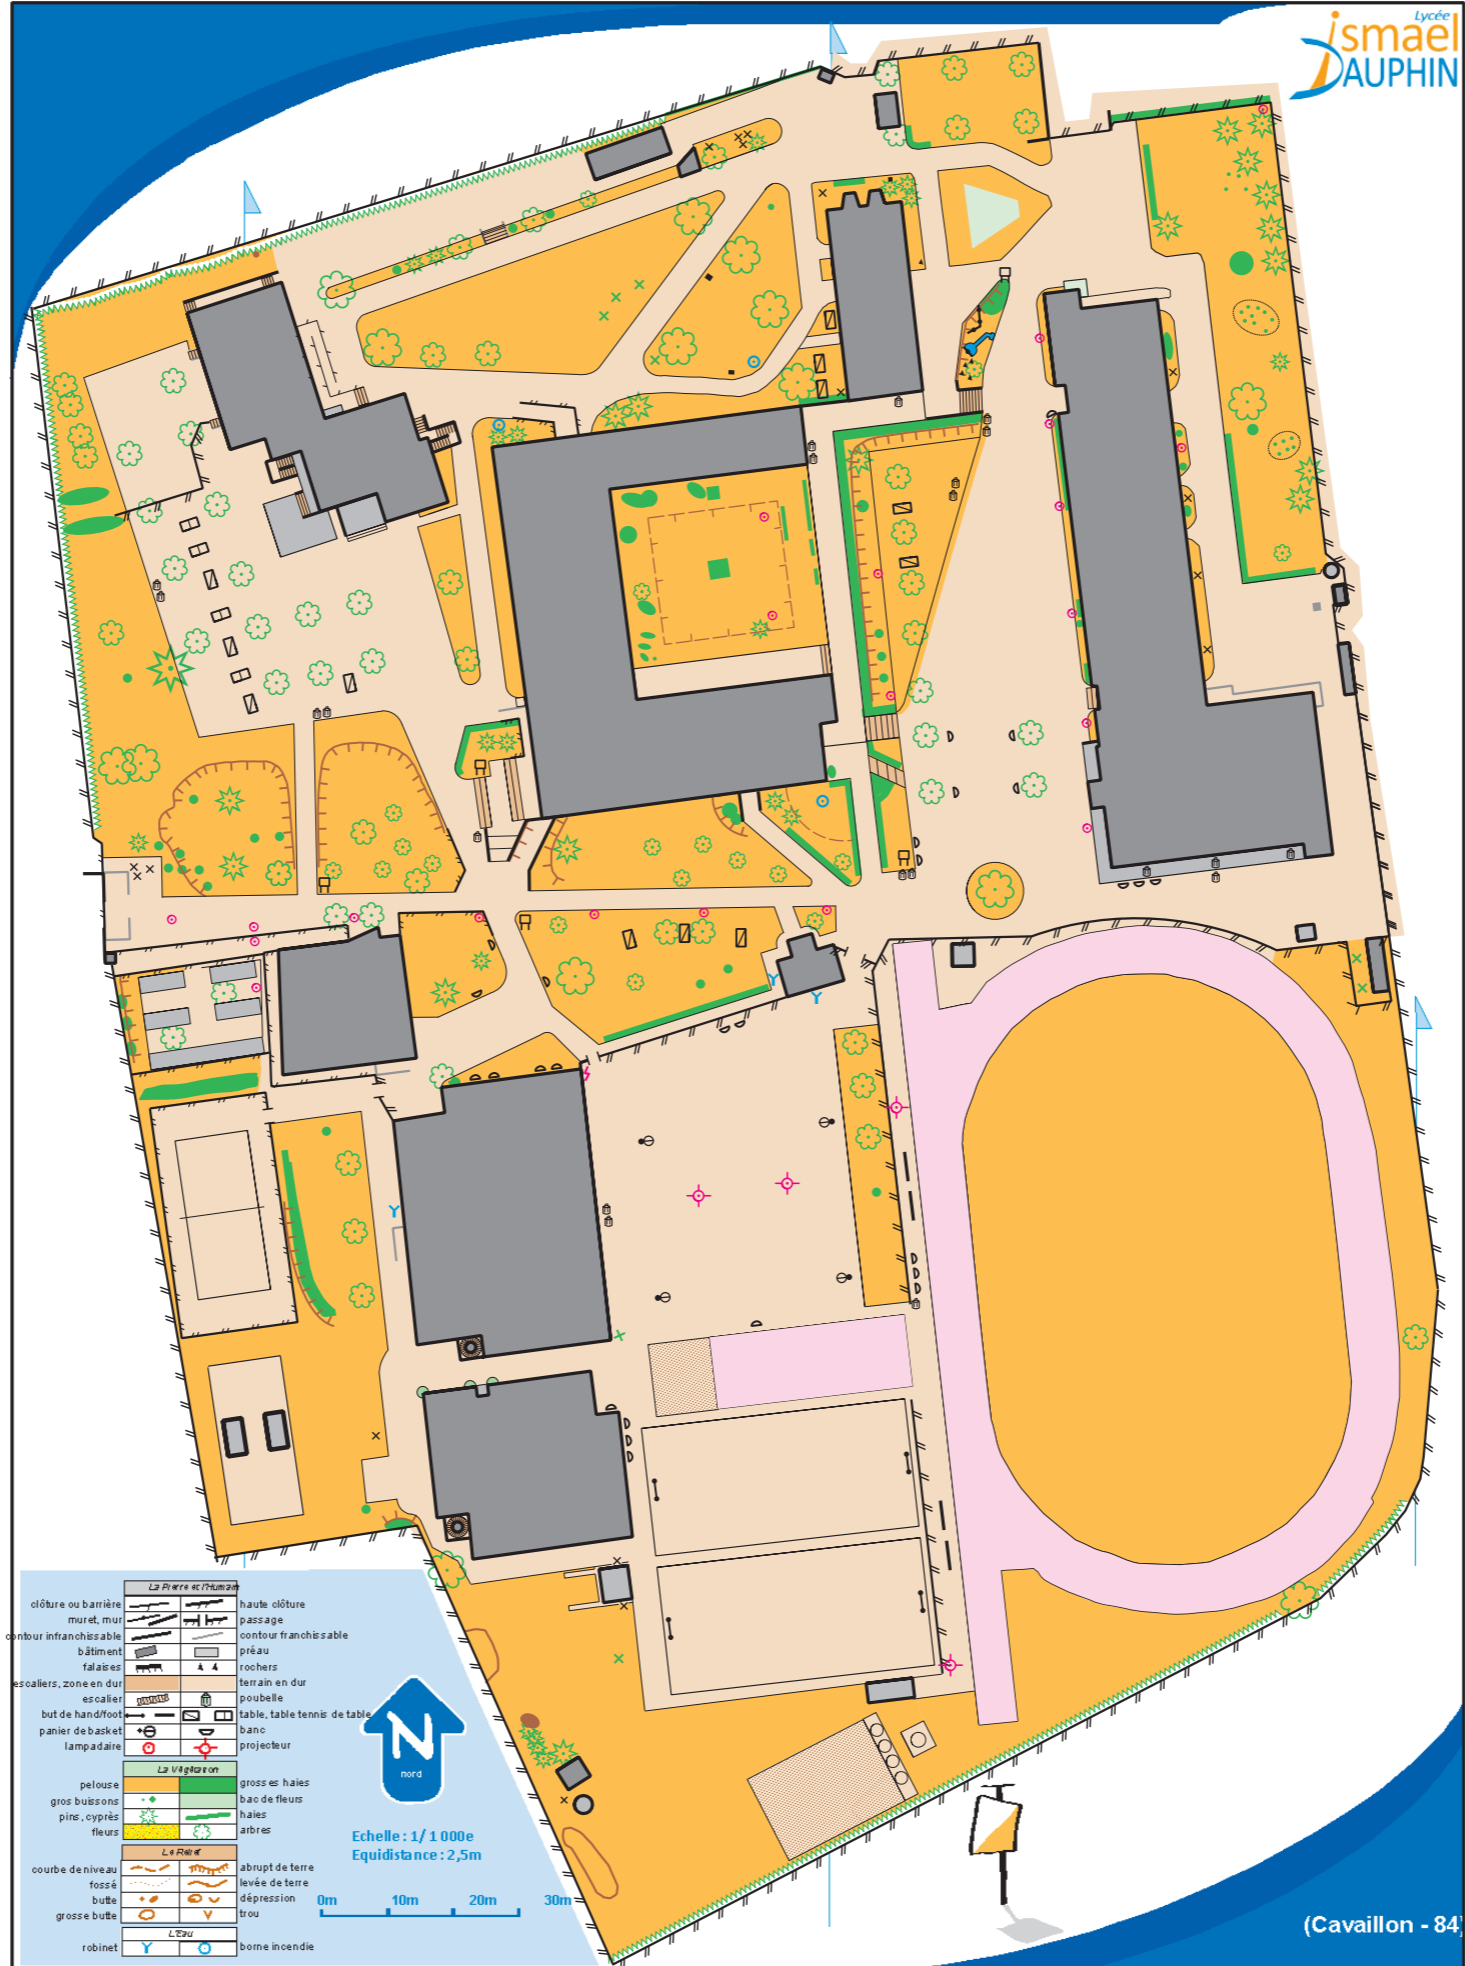 Lycée
ismael
DAUPHIN
La Pierre et l'Humain
clôture ou barrière
haute clôture
muret, mur
passage
contour infranchissable
contour franchissable
bâtiment
préau
falaises
rochers
escaliers, zone en dur
terrain en dur
escalier
poubelle
but de hand/foot
table, table tennis de table
panier de basket
banc
lampadaire
projecteur
La Végétation
pelouse
grosses haies
gros buissons
bac de fleurs
pins, cyprès
haies
fleurs
arbres
Le Relief
courbe de niveau
abrupt de terre
fossé
levée de terre
butte
dépression
grosse butte
trou
L'Eau
robinet
borne incendie
N
nord
Echelle : 1/ 1 000e
Equidistance : 2,5m
0m 10m 20m 30m
(Cavaillon - 84)